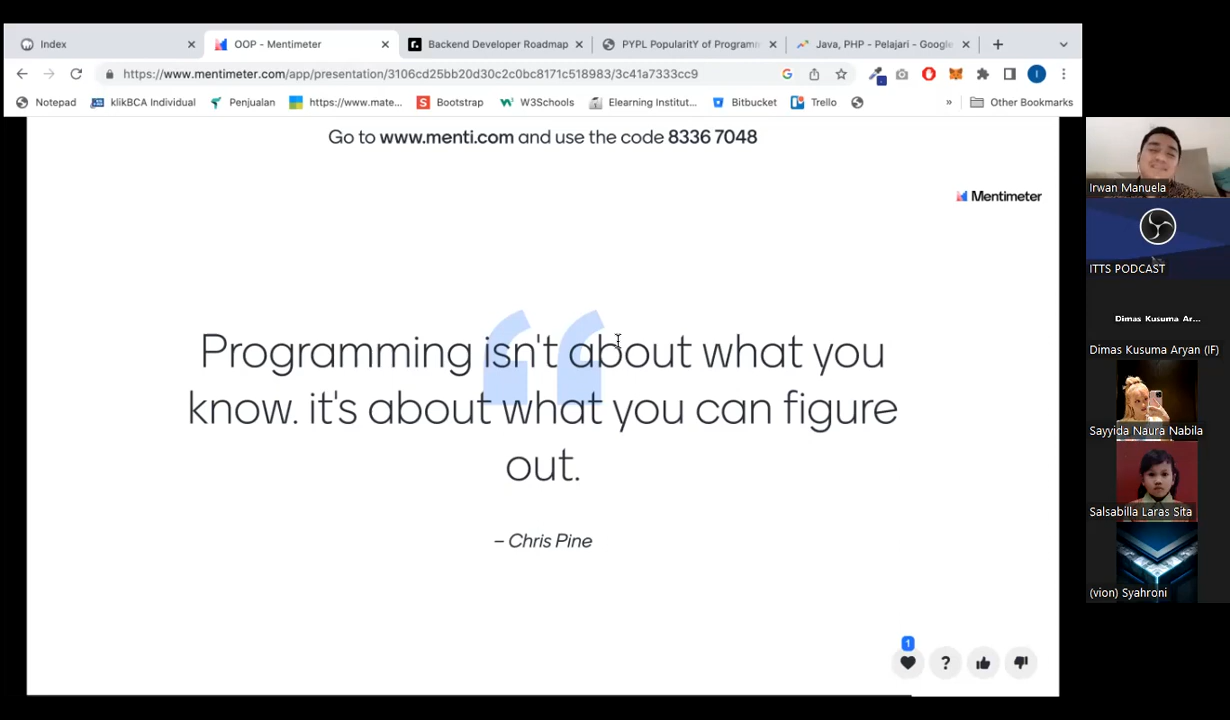 Index
OOP - Mentimeter
Backend Developer Roadmap
PYPL PopularitY of Programm
Java, PHP - Pelajari - Google
https://www.mentimeter.com/app/presentation/3106cd25bb20d30c2c0bc8171c518983/3c41a7333cc9
I
Notepad
klikBCA Individual
Penjualan
https://www.mate...
Bootstrap
W3Schools
Elearning Institut...
Bitbucket
Trello
»
Other Bookmarks
Go to www.menti.com and use the code 8336 7048
Mentimeter
Programming isn't about what you
know. it's about what you can figure
out.
– Chris Pine
1
?
Irwan Manuela
ITTS PODCAST
Dimas Kusuma Ar...
Dimas Kusuma Aryan (IF)
Sayyida Naura Nabila
Salsabilla Laras Sita
(vion) Syahroni